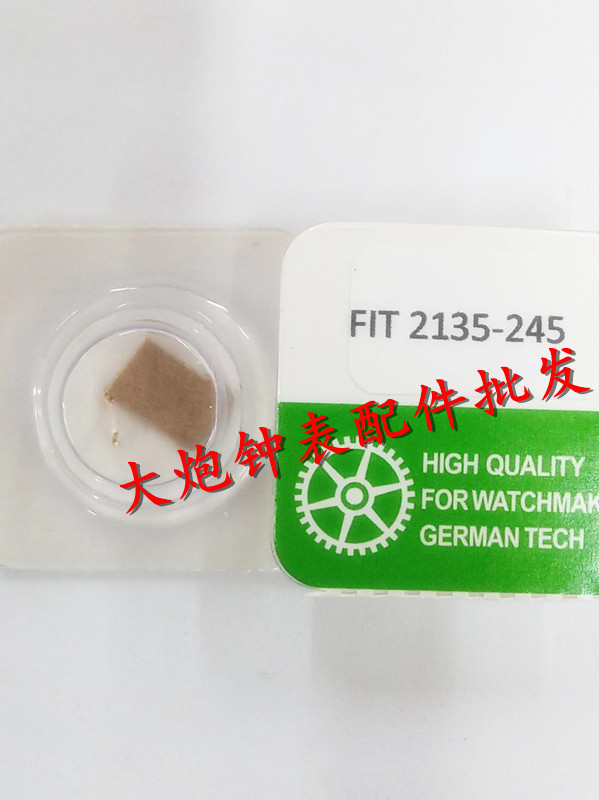 FIT 2135-245
大炮钟表配件批发
HIGH QUALITY
FOR WATCHMAK
GERMAN TECH